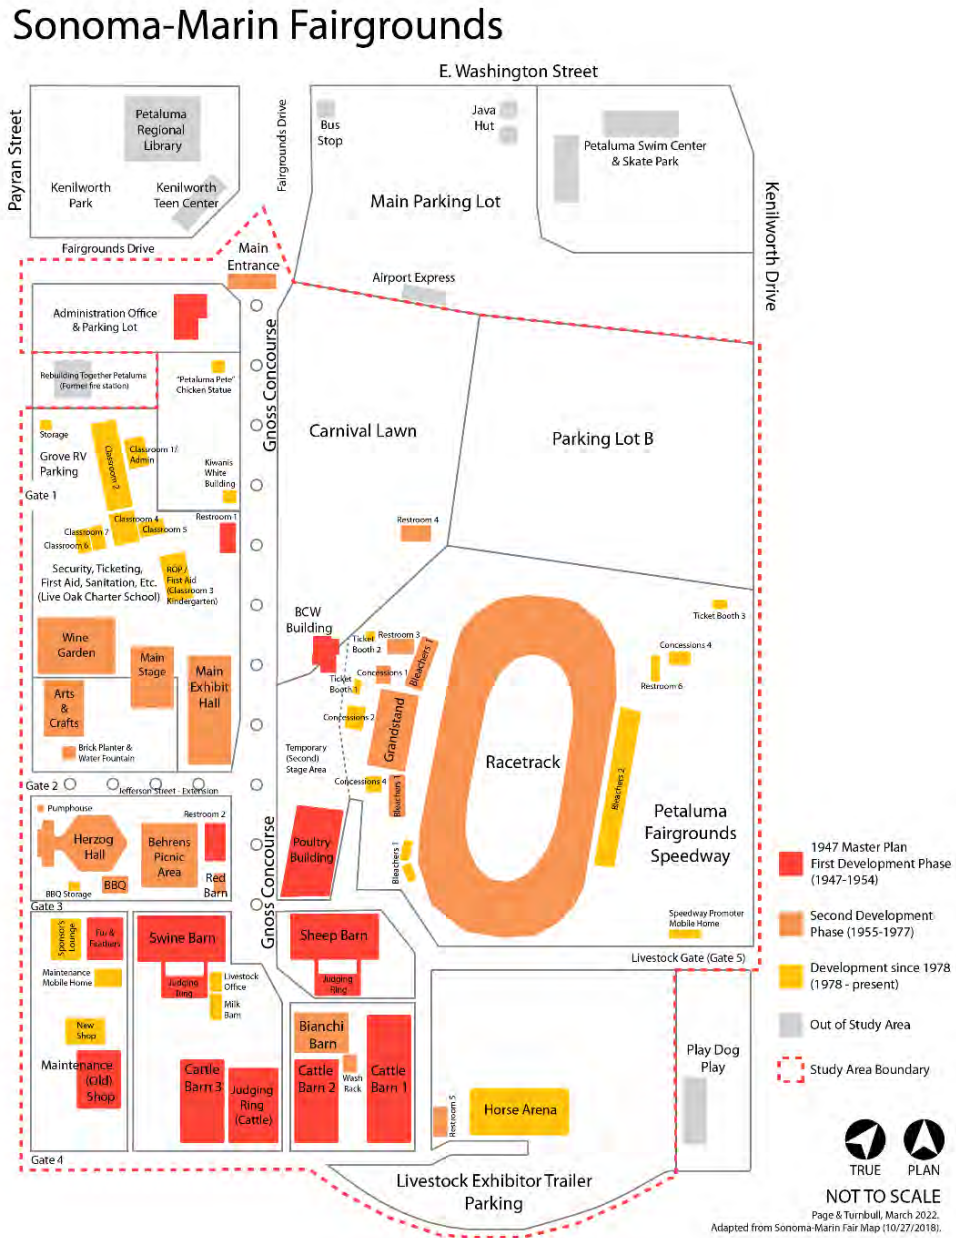 Sonoma-Marin Fairgrounds
E. Washington Street
Payran Street
Petaluma
Regional
Library
Kenilworth
Park
Kenilworth
Teen Center
Fairgrounds Drive
Fairgrounds Drive
Bus
Stop
Java
Hut
Main Parking Lot
Petaluma Swim Center
& Skate Park
Kenilworth Drive
Main
Entrance
Airport Express
Administration Office
& Parking Lot
Gnoss Concourse
Rebuilding Together Petaluma
(Former fire station)
"Petaluma Pete"
Chicken Statue
Carnival Lawn
Parking Lot B
Storage
Grove RV
Parking
Classroom 2
Classroom 1/
Admin
Kiwanis
White
Building
Gate 1
Classroom 4
Classroom 5
Classroom 7
Classroom 6
Restroom 1
Restroom 4
Security, Ticketing,
First Aid, Sanitation, Etc.
(Live Oak Charter School)
ROP /
First Aid
(Classroom 3
Kindergarten)
BCW
Building
Ticket
Booth 2
Restroom 3
Bleachers 1
Ticket Booth 3
Concessions 4
Restroom 6
Wine
Garden
Main
Stage
Main
Exhibit
Hall
Arts
&
Crafts
Brick Planter &
Water Fountain
Concessions 1
Ticket
Booth 1
Concessions 2
Grandstand
Temporary
(Second)
Stage Area
Concessions 4
Bleachers 1
Racetrack
Bleachers 2
Petaluma
Fairgrounds
Speedway
Gate 2
Jefferson Street - Extension
Pumphouse
Restroom 2
Herzog
Hall
Behrens
Picnic
Area
Red
Barn
BBQ
BBQ Storage
Gnoss Concourse
Poultry
Building
Bleachers 1
Gate 3
Sponsor's
Lounge
Fur &
Feathers
Swine Barn
Sheep Barn
Speedway Promoter
Mobile Home
Livestock Gate (Gate 5)
Maintenance
Mobile Home
Judging
Ring
Livestock
Office
Milk
Barn
Judging
Ring
New
Shop
Maintenance
(Old)
Shop
Cattle
Barn 3
Judging
Ring
(Cattle)
Bianchi
Barn
Cattle
Barn 2
Wash
Rack
Cattle
Barn 1
Restroom 5
Horse Arena
Play Dog
Play
Gate 4
Livestock Exhibitor Trailer
Parking
1947 Master Plan
First Development Phase
(1947-1954)
Second Development
Phase (1955-1977)
Development since 1978
(1978 - present)
Out of Study Area
Study Area Boundary
TRUE
PLAN
NOT TO SCALE
Page & Turnbull, March 2022.
Adapted from Sonoma-Marin Fair Map (10/27/2018).